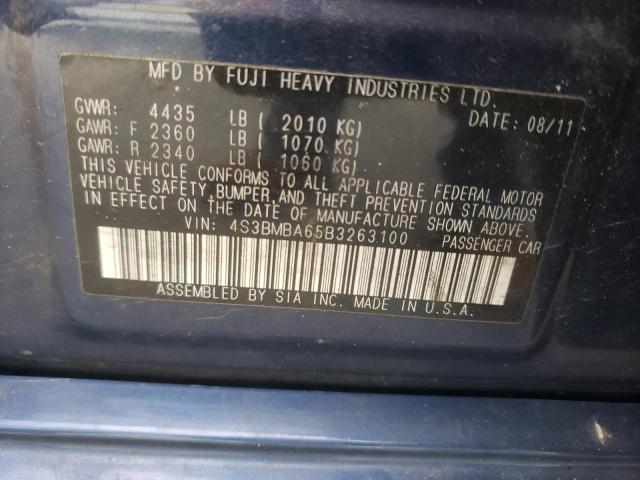 MFD BY FUJI HEAVY INDUSTRIES LTD.
GVWR: 4435 LB ( 2010 KG) DATE: 08/11
GAWR: F 2360 LB ( 1070 KG)
GAWR: R 2340 LB ( 1060 KG)
THIS VEHICLE CONFORMS TO ALL APPLICABLE FEDERAL MOTOR
VEHICLE SAFETY, BUMPER, AND THEFT PREVENTION STANDARDS
IN EFFECT ON THE DATE OF MANUFACTURE SHOWN ABOVE.
VIN: 4S3BMBA65B3263100 PASSENGER CAR
ASSEMBLED BY SIA INC. MADE IN U.S.A.